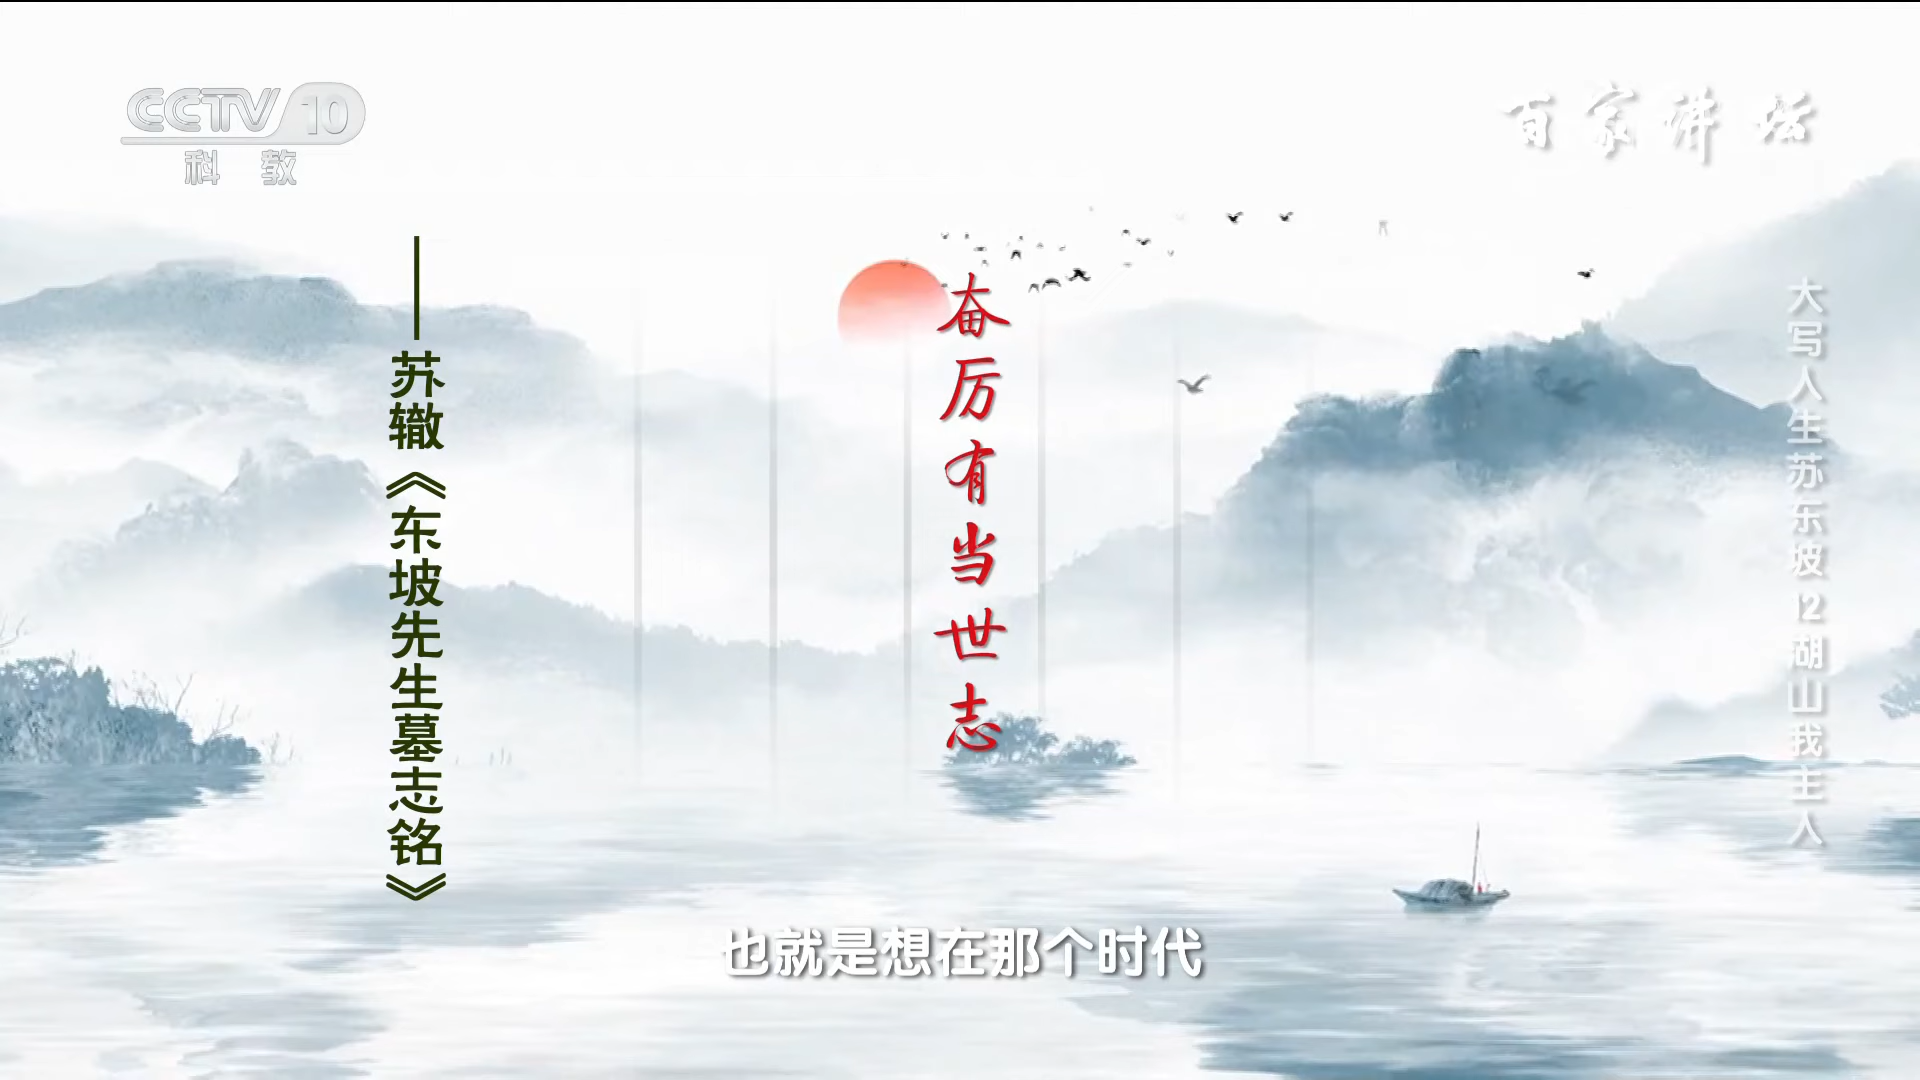 CCTV 10
科 教
百家讲坛
大写人生苏东坡 12 湖山我主人
奋厉有当世志
——苏辙《东坡先生墓志铭》
也就是想在那个时代